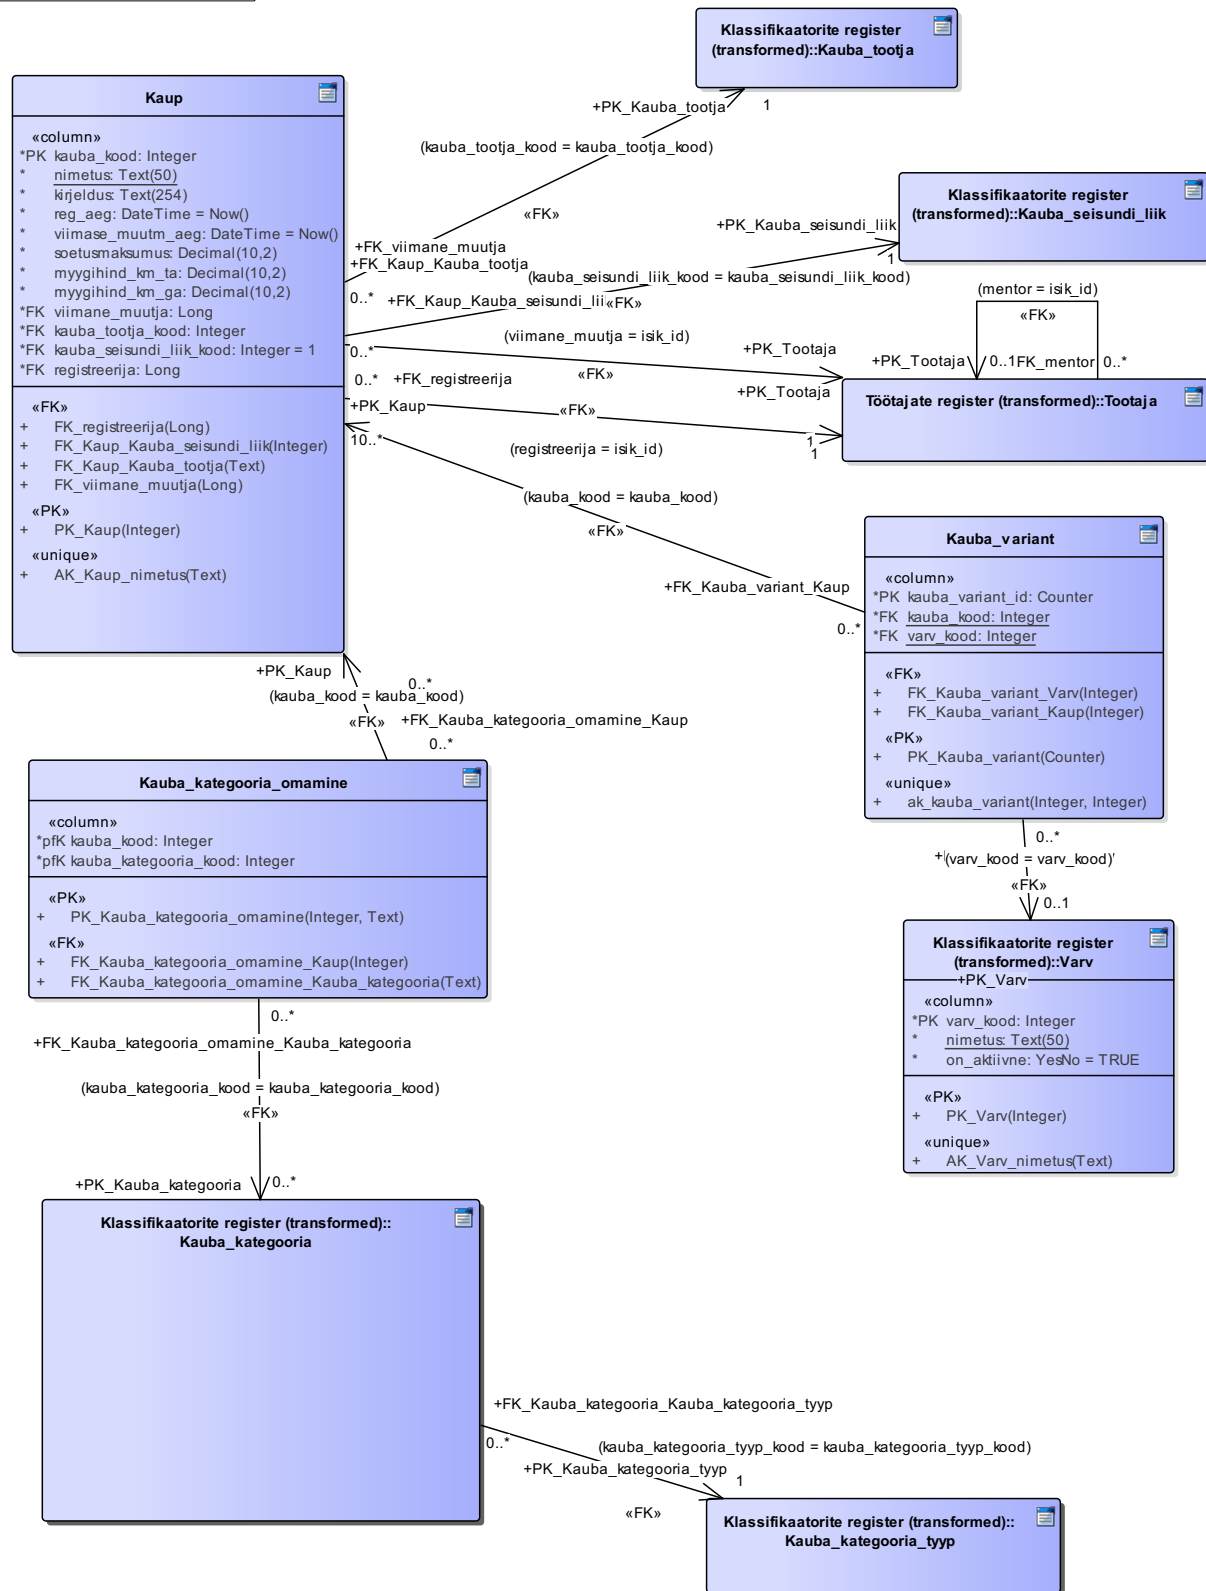 Klassifikaatorite register
(transformed)::Kauba_tootja
+PK_Kauba_tootja
1
(kauba_tootja_kood = kauba_tootja_kood)
«FK»
+FK_viimane_muutja
+FK_Kaup_Kauba_tootja
0..*
Kaup
«column»
*PK kauba_kood: Integer
* nimetus: Text(50)
* kirjeldus: Text(254)
* reg_aeg: DateTime = Now()
* viimase_muutm_aeg: DateTime = Now()
* soetusmaksumus: Decimal(10,2)
* myygihind_km_ta: Decimal(10,2)
* myygihind_km_ga: Decimal(10,2)
*FK viimane_muutja: Long
*FK kauba_tootja_kood: Integer
*FK kauba_seisundi_liik_kood: Integer = 1
*FK registreerija: Long
«FK»
+ FK_registreerija(Long)
+ FK_Kaup_Kauba_seisundi_liik(Integer)
+ FK_Kaup_Kauba_tootja(Text)
+ FK_viimane_muutja(Long)
«PK»
+ PK_Kaup(Integer)
«unique»
+ AK_Kaup_nimetus(Text)
Klassifikaatorite register
(transformed)::Kauba_seisundi_liik
+PK_Kauba_seisundi_liik
1
(kauba_seisundi_liik_kood = kauba_seisundi_liik_kood)
+FK_Kaup_Kauba_seisundi_lii
«FK»
0..*
(viimane_muutja = isik_id)
+PK_Tootaja
«FK»
0..*
+FK_registreerija
+PK_Tootaja
+PK_Kaup
«FK»
10..*
1
1
(registreerija = isik_id)
(mentor = isik_id)
«FK»
+PK_Tootaja
0..1
FK_mentor
0..*
Töötajate register (transformed)::Tootaja
(kauba_kood = kauba_kood)
«FK»
+FK_Kauba_variant_Kaup
0..*
Kauba_variant
«column»
*PK kauba_variant_id: Counter
*FK kauba_kood: Integer
*FK varv_kood: Integer
«FK»
+ FK_Kauba_variant_Varv(Integer)
+ FK_Kauba_variant_Kaup(Integer)
«PK»
+ PK_Kauba_variant(Counter)
«unique»
+ ak_kauba_variant(Integer, Integer)
0..*
(varv_kood = varv_kood)
«FK»
0..1
Klassifikaatorite register
(transformed)::Varv
+PK_Varv
«column»
*PK varv_kood: Integer
* nimetus: Text(50)
* on_aktiivne: YesNo = TRUE
«PK»
+ PK_Varv(Integer)
«unique»
+ AK_Varv_nimetus(Text)
+PK_Kaup
0..*
(kauba_kood = kauba_kood)
«FK»
+FK_Kauba_kategooria_omamine_Kaup
0..*
Kauba_kategooria_omamine
«column»
*pfK kauba_kood: Integer
*pfK kauba_kategooria_kood: Integer
«PK»
+ PK_Kauba_kategooria_omamine(Integer, Text)
«FK»
+ FK_Kauba_kategooria_omamine_Kaup(Integer)
+ FK_Kauba_kategooria_omamine_Kauba_kategooria(Text)
0..*
+FK_Kauba_kategooria_omamine_Kauba_kategooria
(kauba_kategooria_kood = kauba_kategooria_kood)
«FK»
+PK_Kauba_kategooria
0..*
Klassifikaatorite register (transformed)::
Kauba_kategooria
+FK_Kauba_kategooria_Kauba_kategooria_tyyp
0..*
(kauba_kategooria_tyyp_kood = kauba_kategooria_tyyp_kood)
+PK_Kauba_kategooria_tyyp
1
«FK»
Klassifikaatorite register (transformed)::
Kauba_kategooria_tyyp